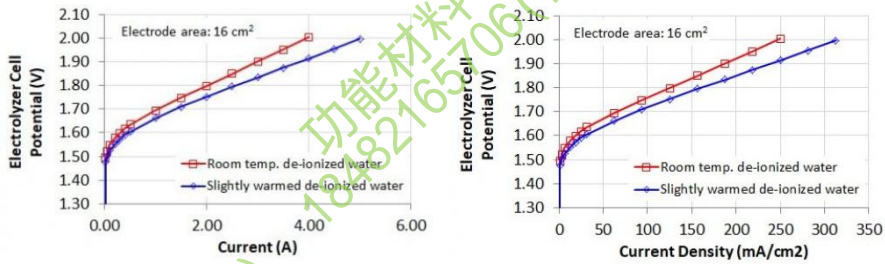 2.10
2.00
1.90
1.80
1.70
1.60
1.50
1.40
1.30
Electrolyzer Cell
Potential (V)
Electrode area: 16 cm²
Room temp. de-ionized water
Slightly warmed de-ionized water
0.00 2.00 4.00 6.00
Current (A)
2.10
2.00
1.90
1.80
1.70
1.60
1.50
1.40
1.30
Electrolyzer Cell
Potential (V)
Electrode area: 16 cm²
Room temp. de-ionized water
Slightly warmed de-ionized water
0 50 100 150 200 250 300 350
Current Density (mA/cm2)
功能材料